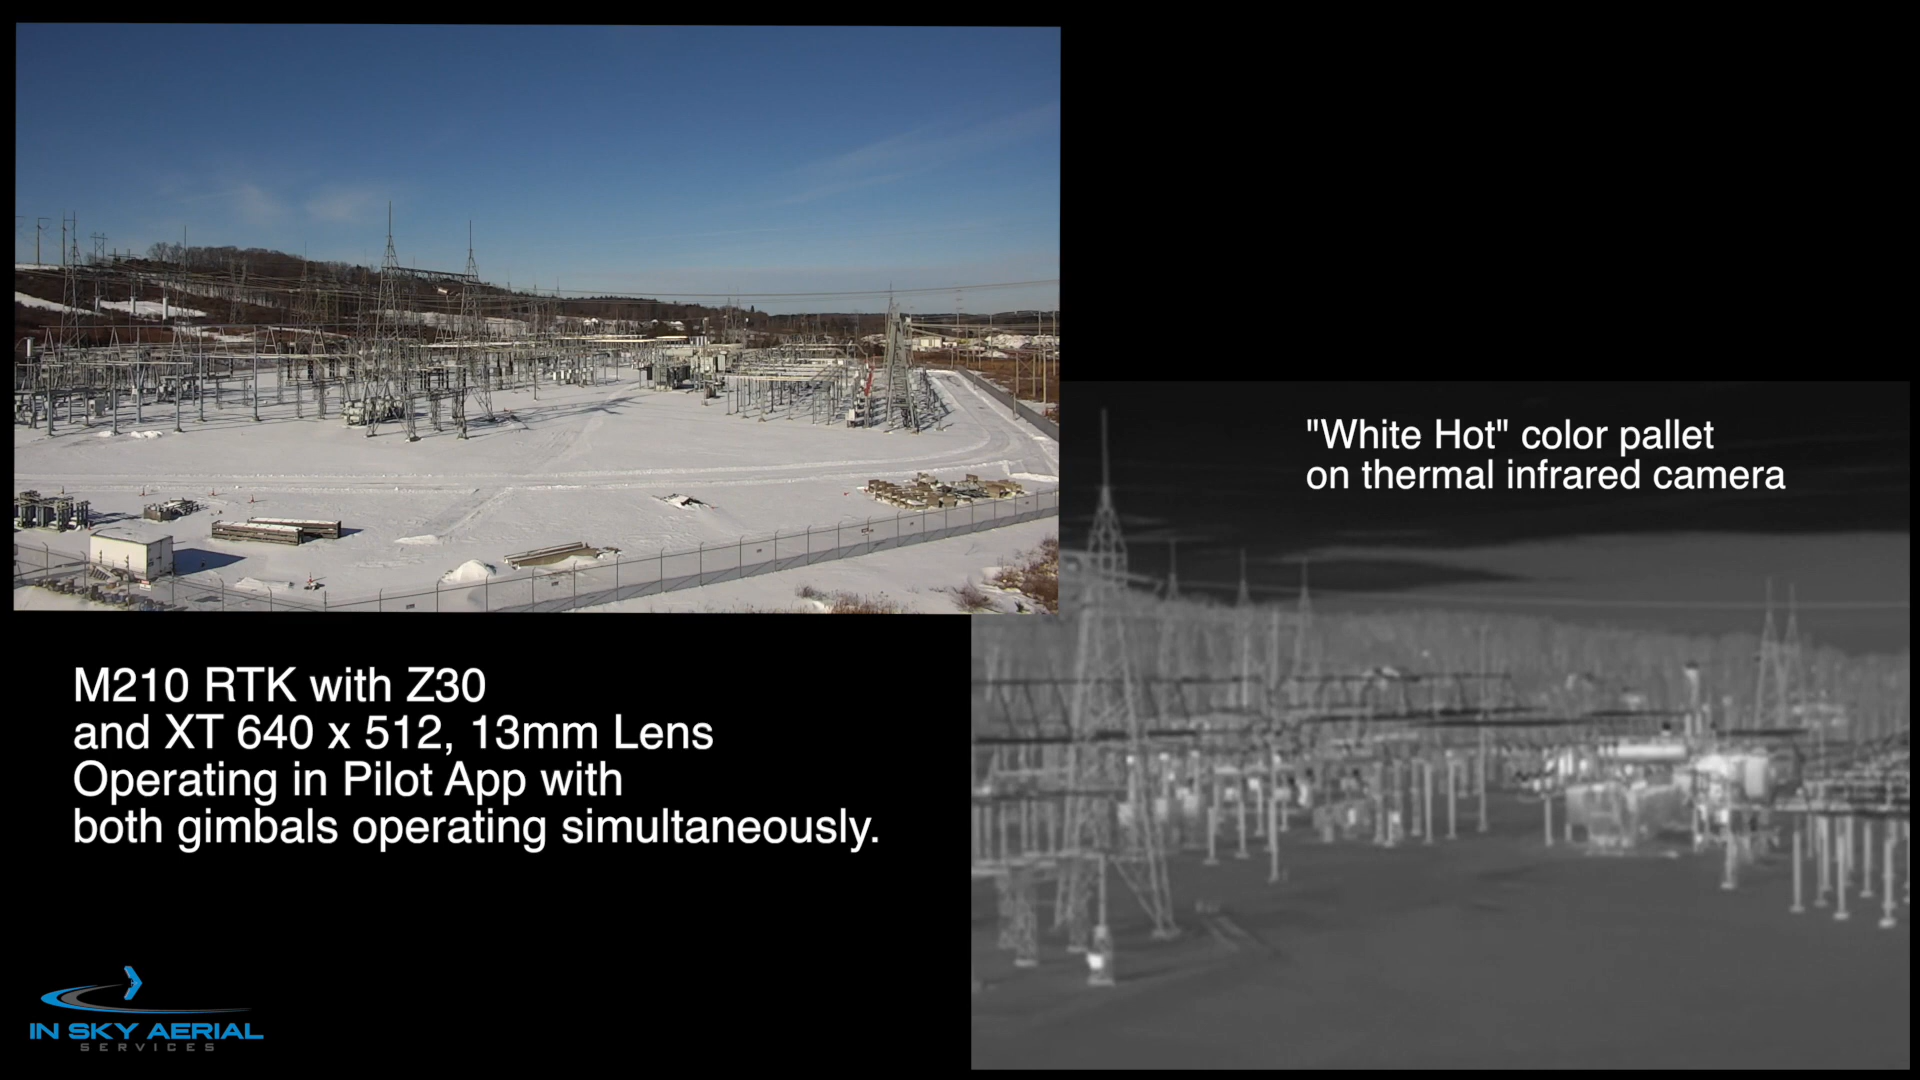 "White Hot" color pallet
on thermal infrared camera
M210 RTK with Z30
and XT 640 x 512, 13mm Lens
Operating in Pilot App with
both gimbals operating simultaneously.
IN SKY AERIAL
SERVICES